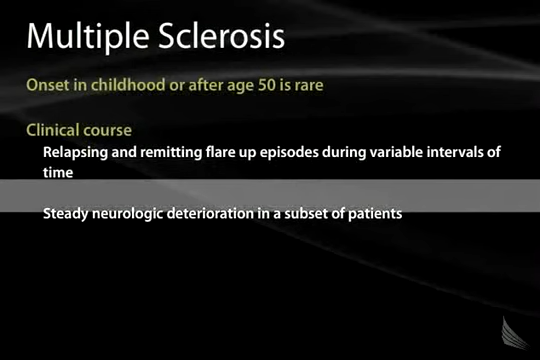 Multiple Sclerosis
Onset in childhood or after age 50 is rare
Clinical course
Relapsing and remitting flare up episodes during variable intervals of
time
Steady neurologic deterioration in a subset of patients